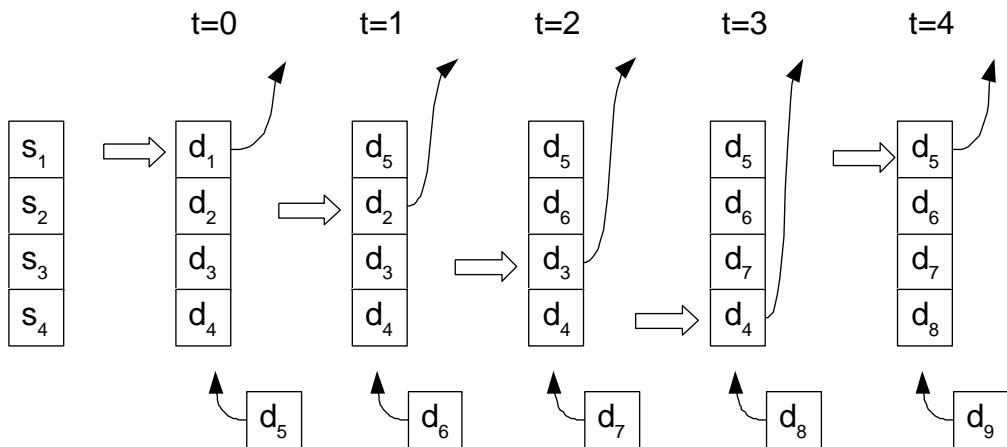 t=0 t=1 t=2 t=3 t=4
s₁ d₁ d₅ d₅ d₅ d₅
s₂ d₂ d₂ d₆ d₆ d₆
s₃ d₃ d₃ d₃ d₇ d₇
s₄ d₄ d₄ d₄ d₄ d₈
d₅ d₆ d₇ d₈ d₉